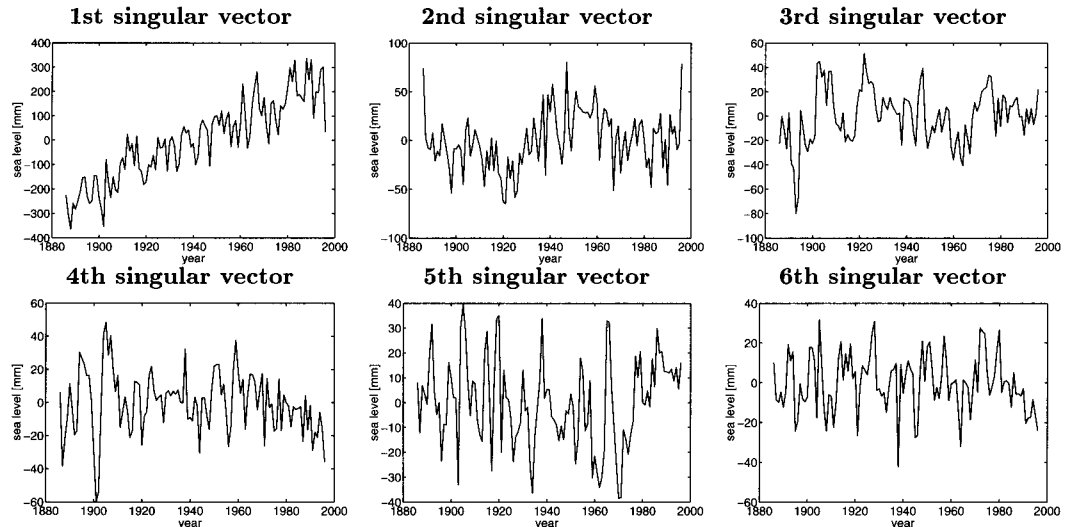 1st singular vector
2nd singular vector
3rd singular vector
400
300
200
100
0
−100
−200
−300
−400
sea level [mm]
1880 1900 1920 1940 1960 1980 2000
year
100
50
0
−50
−100
sea level [mm]
1880 1900 1920 1940 1960 1980 2000
year
60
40
20
0
−20
−40
−60
−80
−100
sea level [mm]
1880 1900 1920 1940 1960 1980 2000
year
4th singular vector
5th singular vector
6th singular vector
60
40
20
0
−20
−40
−60
sea level [mm]
1880 1900 1920 1940 1960 1980 2000
year
40
30
20
10
0
−10
−20
−30
−40
sea level [mm]
1880 1900 1920 1940 1960 1980 2000
year
40
20
0
−20
−40
−60
sea level [mm]
1880 1900 1920 1940 1960 1980 2000
year